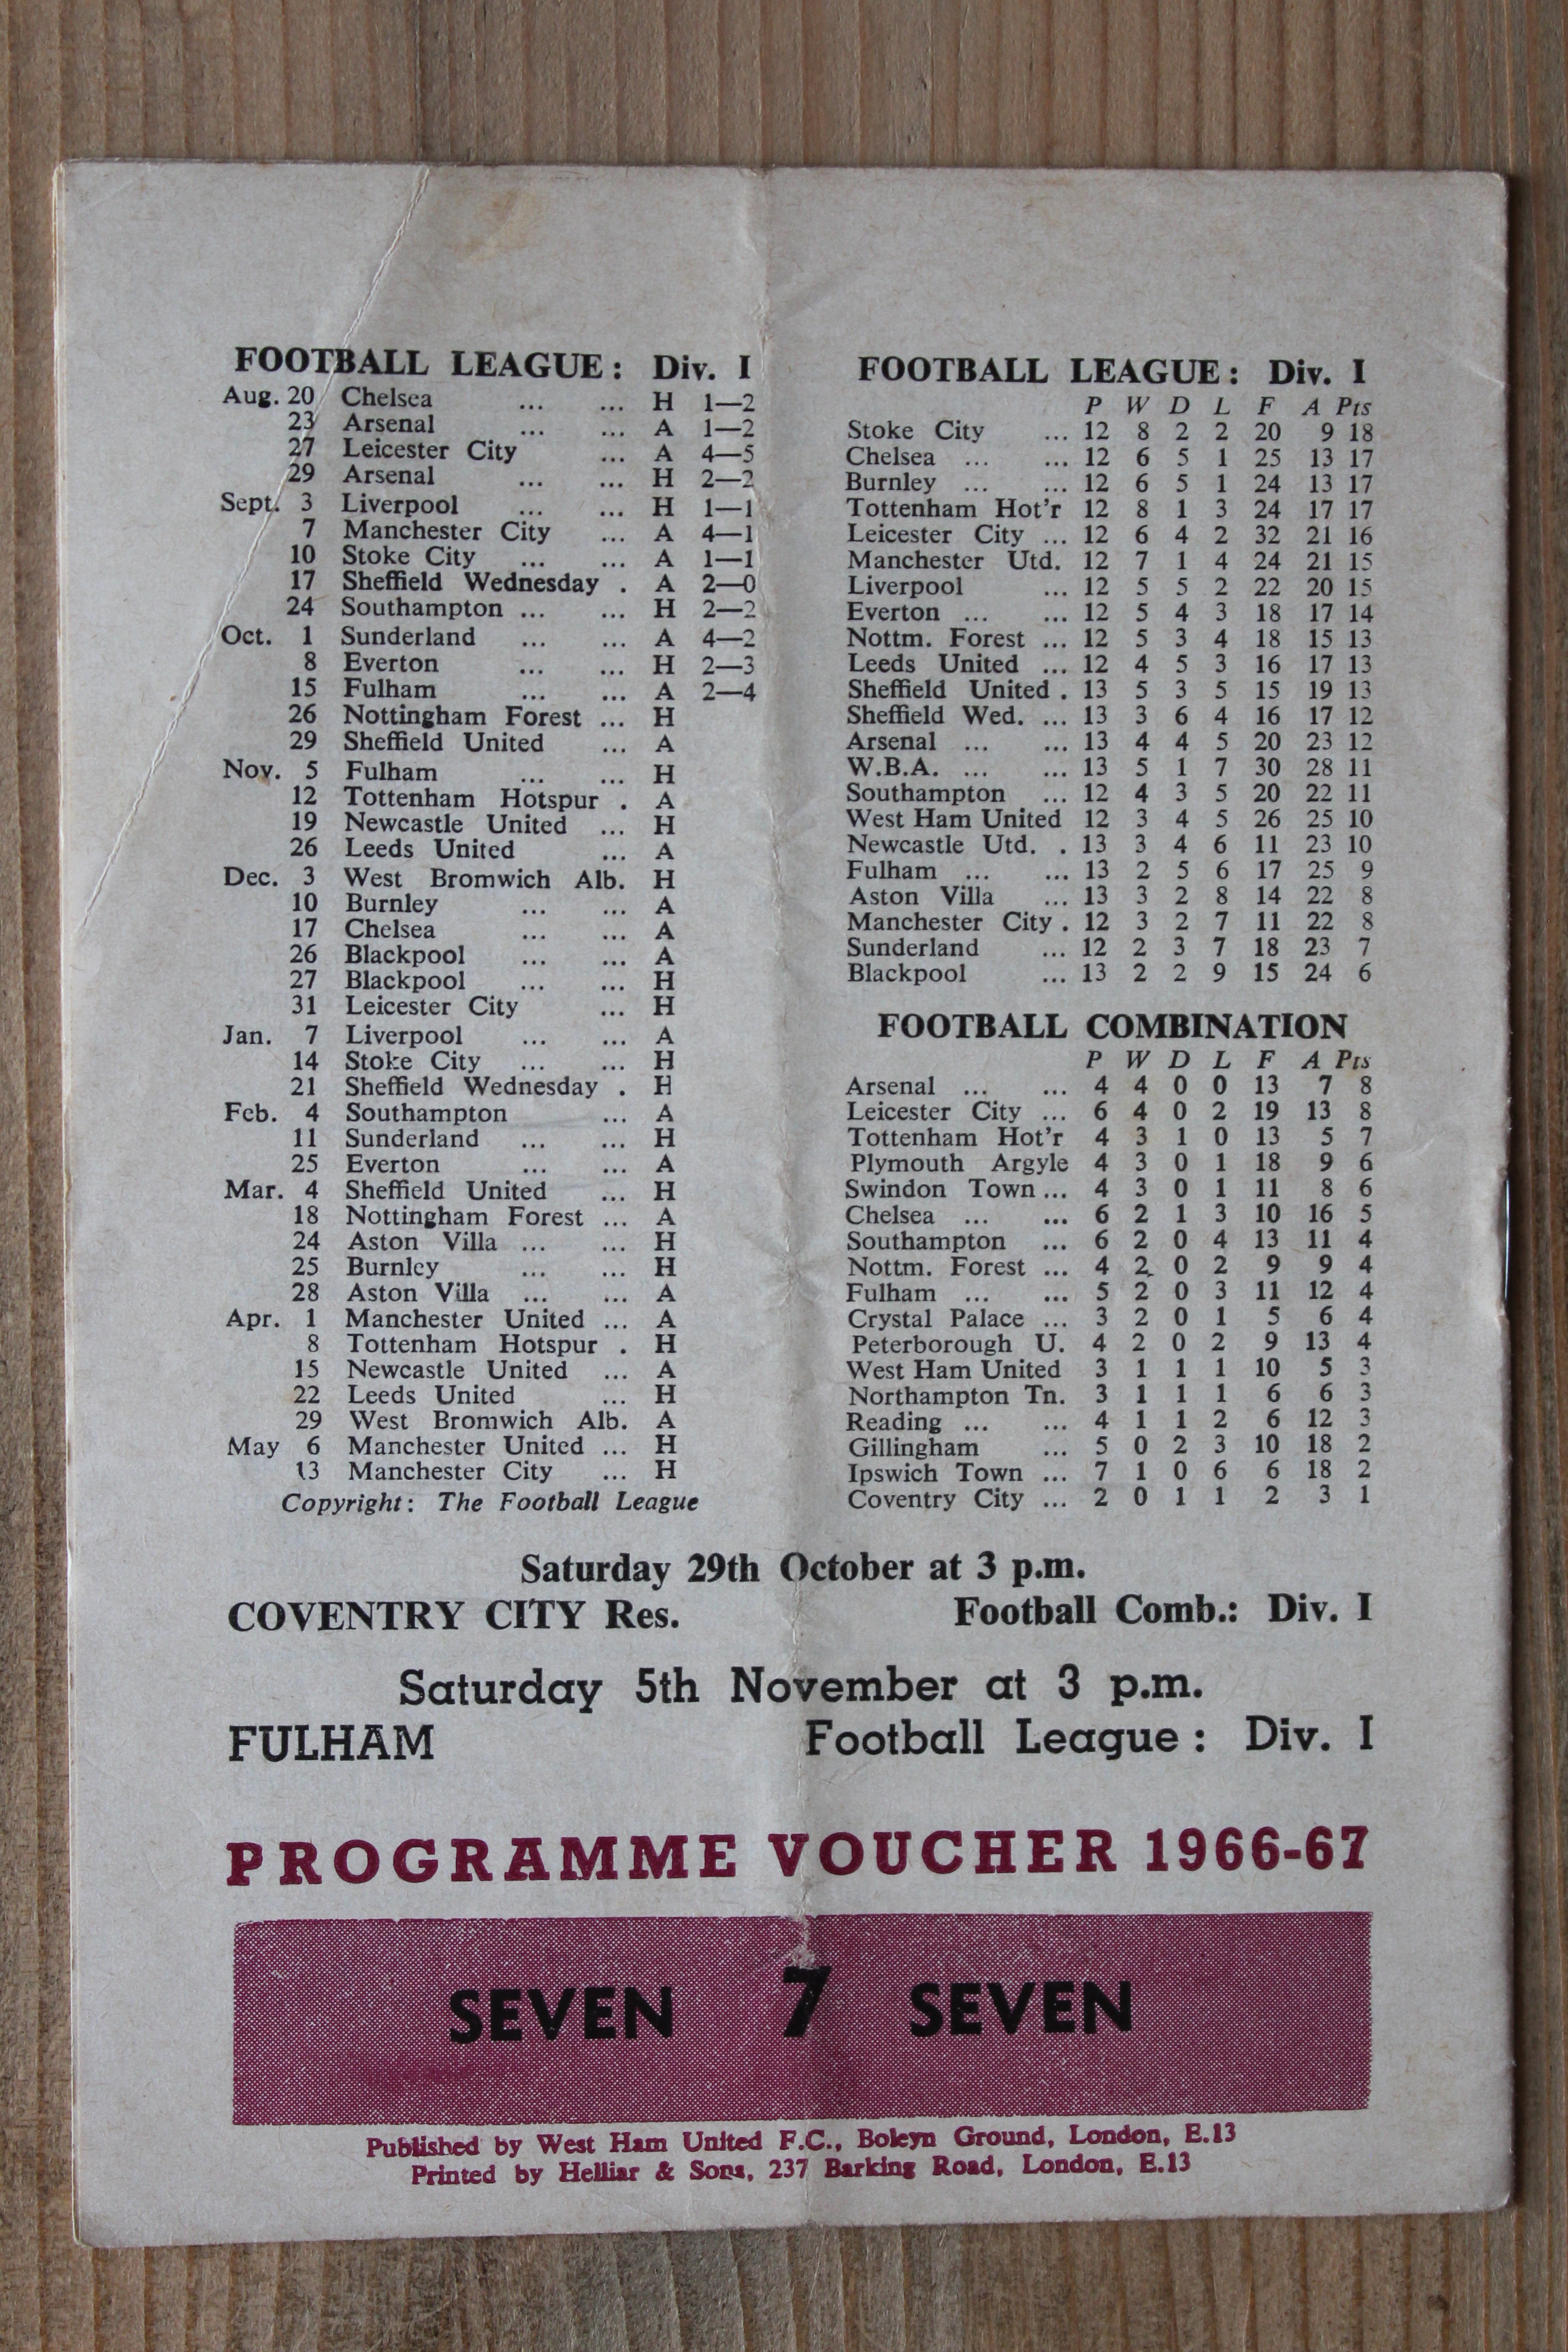 FOOTBALL LEAGUE: Div. I
Aug. 20 Chelsea ... ... H 1—2
23 Arsenal ... ... A 1—2
27 Leicester City ... A 4—5
29 Arsenal ... ... H 2—2
Sept. 3 Liverpool ... ... H 1—1
7 Manchester City ... A 4—1
10 Stoke City ... ... A 1—1
17 Sheffield Wednesday . A 2—0
24 Southampton ... ... H 2—2
Oct. 1 Sunderland ... ... A 4—2
8 Everton ... ... H 2—3
15 Fulham ... ... A 2—4
26 Nottingham Forest ... H
29 Sheffield United ... A
Nov. 5 Fulham ... ... H
12 Tottenham Hotspur . A
19 Newcastle United ... H
26 Leeds United ... A
Dec. 3 West Bromwich Alb. H
10 Burnley ... ... A
17 Chelsea ... ... A
26 Blackpool ... ... A
27 Blackpool ... ... H
31 Leicester City ... H
Jan. 7 Liverpool ... ... A
14 Stoke City ... ... H
21 Sheffield Wednesday . H
Feb. 4 Southampton ... A
11 Sunderland ... ... H
25 Everton ... ... A
Mar. 4 Sheffield United ... H
18 Nottingham Forest ... A
24 Aston Villa ... ... H
25 Burnley ... ... H
28 Aston Villa ... ... A
Apr. 1 Manchester United ... A
8 Tottenham Hotspur . H
15 Newcastle United ... A
22 Leeds United ... H
29 West Bromwich Alb. A
May 6 Manchester United ... H
13 Manchester City ... H
Copyright: The Football League
FOOTBALL LEAGUE: Div. I
P W D L F A Pts
Stoke City ... 12 8 2 2 20 9 18
Chelsea ... ... 12 6 5 1 25 13 17
Burnley ... ... 12 6 5 1 24 13 17
Tottenham Hot'r 12 8 1 3 24 17 17
Leicester City ... 12 6 4 2 32 21 16
Manchester Utd. 12 7 1 4 24 21 15
Liverpool ... 12 5 5 2 22 20 15
Everton ... ... 12 5 4 3 18 17 14
Nottm. Forest ... 12 5 3 4 18 15 13
Leeds United ... 12 4 5 3 16 17 13
Sheffield United . 13 5 3 5 15 19 13
Sheffield Wed. ... 13 3 6 4 16 17 12
Arsenal ... ... 13 4 4 5 20 23 12
W.B.A. ... ... 13 5 1 7 30 28 11
Southampton ... 12 4 3 5 20 22 11
West Ham United 12 3 4 5 26 25 10
Newcastle Utd. . 13 3 4 6 11 23 10
Fulham ... ... 13 2 5 6 17 25 9
Aston Villa ... 13 3 2 8 14 22 8
Manchester City . 12 3 2 7 11 22 8
Sunderland ... 12 2 3 7 18 23 7
Blackpool ... 13 2 2 9 15 24 6
FOOTBALL COMBINATION
P W D L F A Pts
Arsenal ... ... 4 4 0 0 13 7 8
Leicester City ... 6 4 0 2 19 13 8
Tottenham Hot'r 4 3 1 0 13 5 7
Plymouth Argyle 4 3 0 1 18 9 6
Swindon Town ... 4 3 0 1 11 8 6
Chelsea ... ... 6 2 1 3 10 16 5
Southampton ... 6 2 0 4 13 11 4
Nottm. Forest ... 4 2 0 2 9 9 4
Fulham ... ... 5 2 0 3 11 12 4
Crystal Palace ... 3 2 0 1 5 6 4
Peterborough U. 4 2 0 2 9 13 4
West Ham United 3 1 1 1 10 5 3
Northampton Tn. 3 1 1 1 6 6 3
Reading ... ... 4 1 1 2 6 12 3
Gillingham ... 5 0 2 3 10 18 2
Ipswich Town ... 7 1 0 6 6 18 2
Coventry City ... 2 0 1 1 2 3 1
Saturday 29th October at 3 p.m.
COVENTRY CITY Res. Football Comb.: Div. I
Saturday 5th November at 3 p.m.
FULHAM Football League: Div. I
PROGRAMME VOUCHER 1966-67
SEVEN 7 SEVEN
Published by West Ham United F.C., Boleyn Ground, London, E.13
Printed by Helliar & Sons, 237 Barking Road, London, E.13